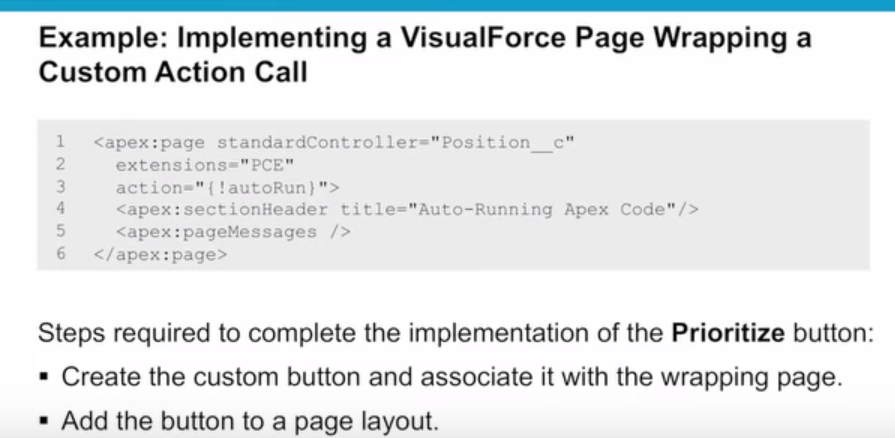 Example: Implementing a VisualForce Page Wrapping a
Custom Action Call
1 <apex:page standardController="Position__c"
2 extensions="PCE"
3 action="{!autoRun}">
4 <apex:sectionHeader title="Auto-Running Apex Code"/>
5 <apex:pageMessages />
6 </apex:page>
Steps required to complete the implementation of the Prioritize button:
▪ Create the custom button and associate it with the wrapping page.
▪ Add the button to a page layout.